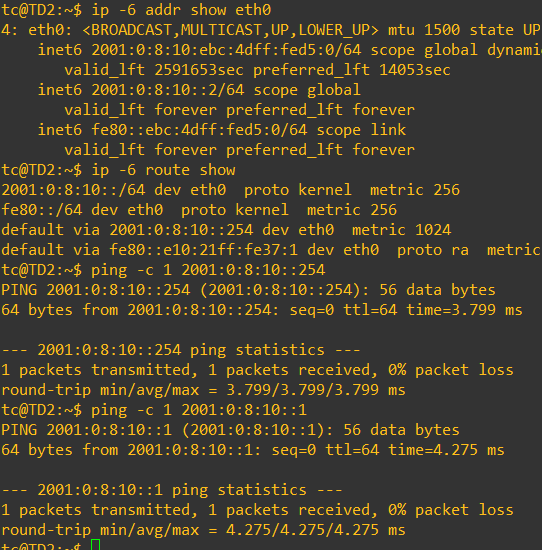 tc@TD2:~$ ip -6 addr show eth0
4: eth0: <BROADCAST,MULTICAST,UP,LOWER_UP> mtu 1500 state UP
    inet6 2001:0:8:10:ebc:4dff:fed5:0/64 scope global dynami
       valid_lft 2591653sec preferred_lft 14053sec
    inet6 2001:0:8:10::2/64 scope global
       valid_lft forever preferred_lft forever
    inet6 fe80::ebc:4dff:fed5:0/64 scope link
       valid_lft forever preferred_lft forever
tc@TD2:~$ ip -6 route show
2001:0:8:10::/64 dev eth0  proto kernel  metric 256
fe80::/64 dev eth0  proto kernel  metric 256
default via 2001:0:8:10::254 dev eth0  metric 1024
default via fe80::e10:21ff:fe37:1 dev eth0  proto ra  metric
tc@TD2:~$ ping -c 1 2001:0:8:10::254
PING 2001:0:8:10::254 (2001:0:8:10::254): 56 data bytes
64 bytes from 2001:0:8:10::254: seq=0 ttl=64 time=3.799 ms

--- 2001:0:8:10::254 ping statistics ---
1 packets transmitted, 1 packets received, 0% packet loss
round-trip min/avg/max = 3.799/3.799/3.799 ms
tc@TD2:~$ ping -c 1 2001:0:8:10::1
PING 2001:0:8:10::1 (2001:0:8:10::1): 56 data bytes
64 bytes from 2001:0:8:10::1: seq=0 ttl=64 time=4.275 ms

--- 2001:0:8:10::1 ping statistics ---
1 packets transmitted, 1 packets received, 0% packet loss
round-trip min/avg/max = 4.275/4.275/4.275 ms
tc@TD2:~$